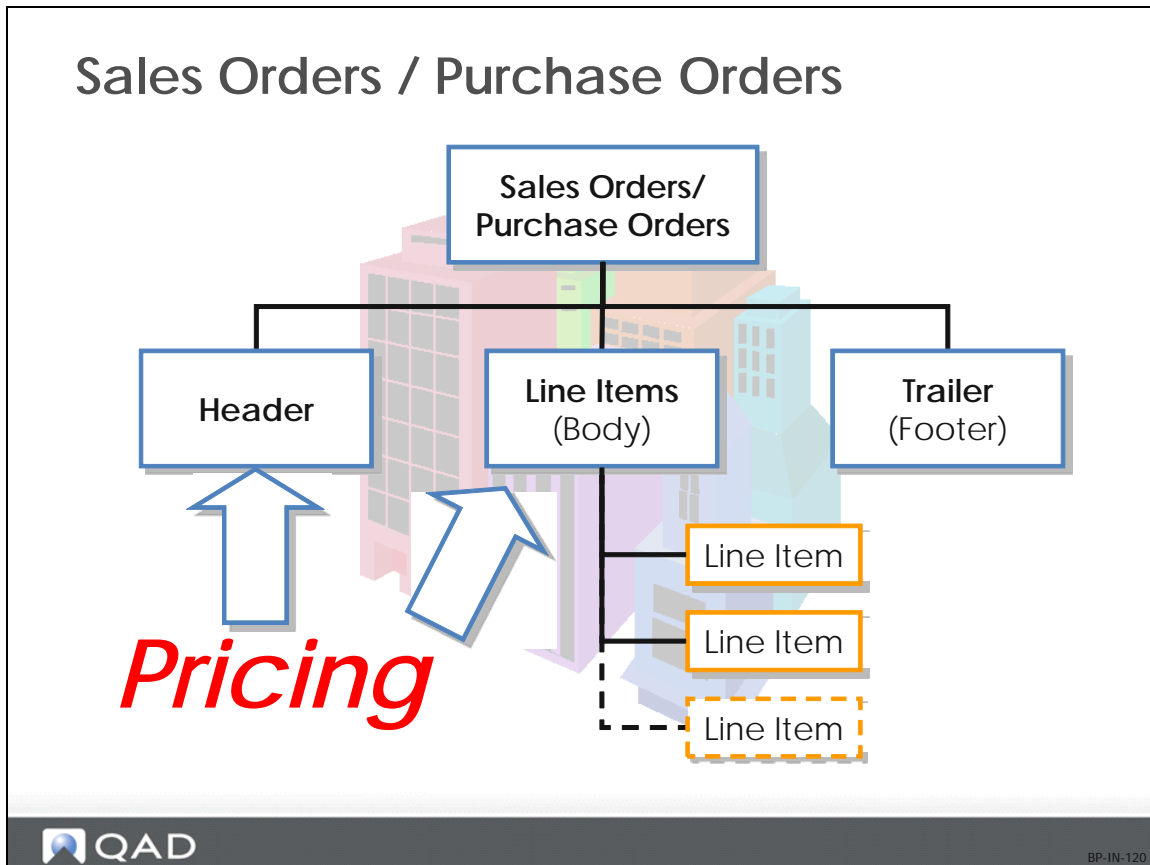 Sales Orders / Purchase Orders
Sales Orders/
Purchase Orders
Header
Line Items
(Body)
Trailer
(Footer)
Line Item
Line Item
Line Item
Pricing
QAD
BP-IN-120